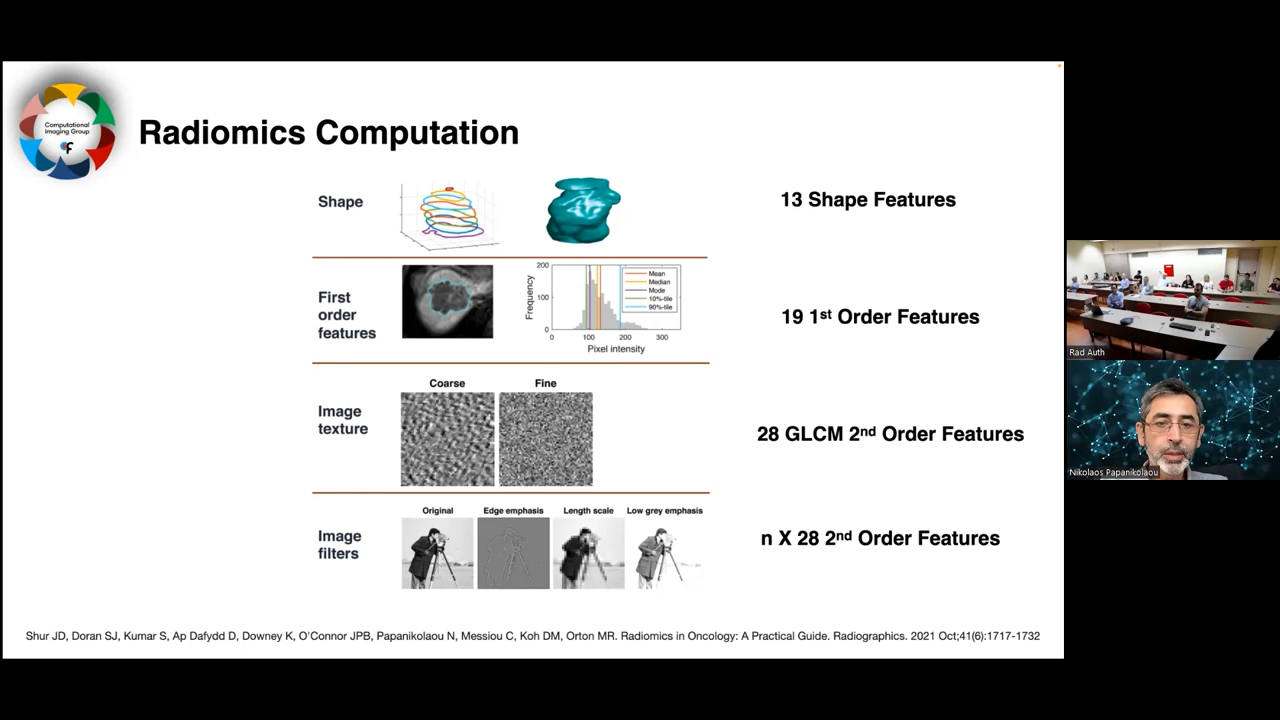 Computational
Imaging Group
Radiomics Computation
Shape
13 Shape Features
First
order
features
200
100
0
Frequency
0
100
200
300
Pixel intensity
Mean
Median
Mode
10%-tile
90%-tile
19 1st Order Features
Image
texture
Coarse
Fine
28 GLCM 2nd Order Features
Image
filters
Original
Edge emphasis
Length scale
Low grey emphasis
n X 28 2nd Order Features
Shur JD, Doran SJ, Kumar S, Ap Dafydd D, Downey K, O'Connor JPB, Papanikolaou N, Messiou C, Koh DM, Orton MR. Radiomics in Oncology: A Practical Guide. Radiographics. 2021 Oct;41(6):1717-1732
Rad Auth
Nikolaos Papanikolaou